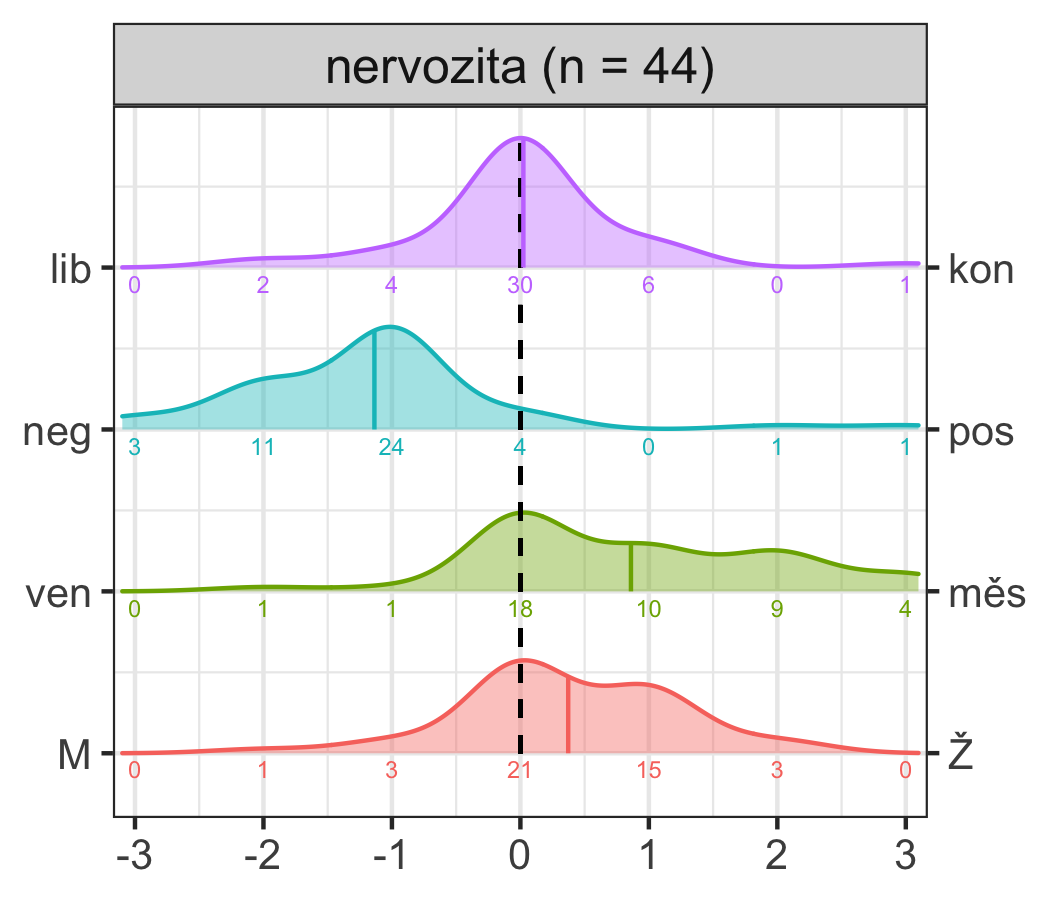 nervozita (n = 44)
lib kon
0 2 4 30 6 0 1
neg pos
3 11 24 4 0 1 1
ven měs
0 1 1 18 10 9 4
M Ž
0 1 3 21 15 3 0
-3 -2 -1 0 1 2 3